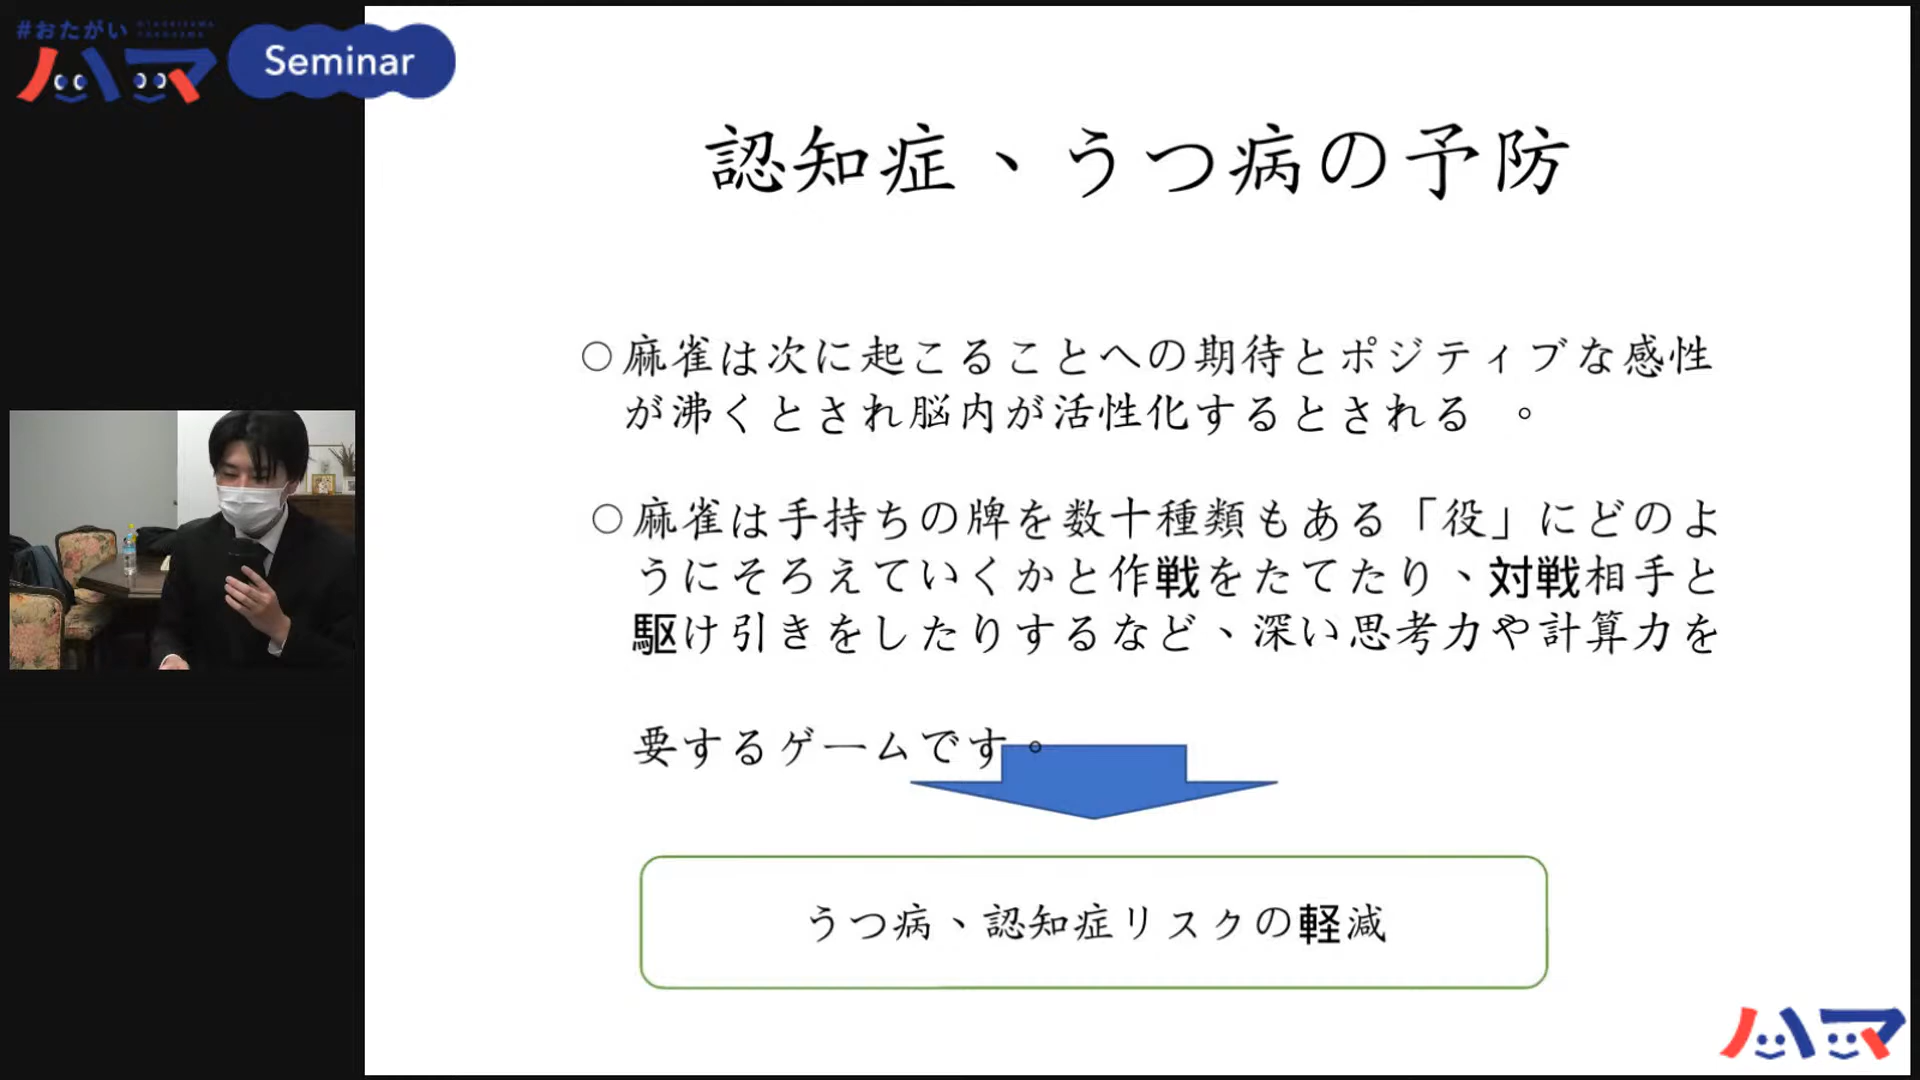 #おたがい
ハマ
Seminar
認知症、うつ病の予防
○麻雀は次に起こることへの期待とポジティブな感性
が沸くとされ脳内が活性化するとされる 。
○麻雀は手持ちの牌を数十種類もある「役」にどのよ
うにそろえていくかと作戦をたてたり、対戦相手と
駆け引きをしたりするなど、深い思考力や計算力を
要するゲームです。
うつ病、認知症リスクの軽減
ハマ